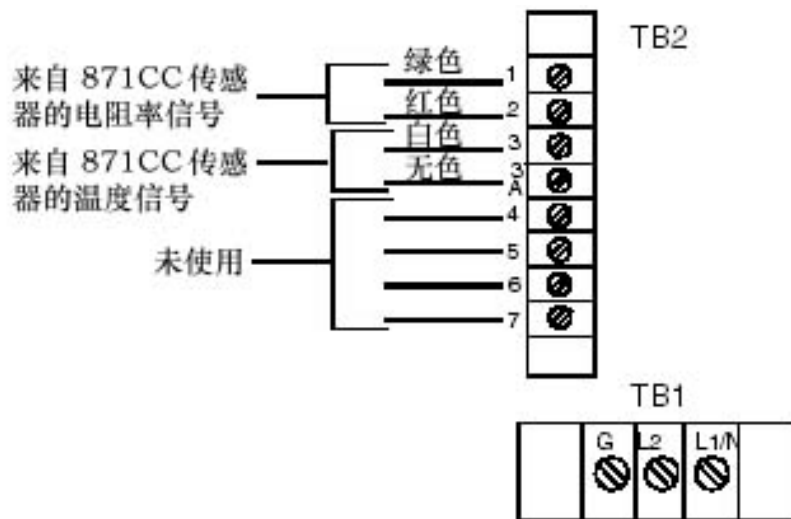 TB2
来自 871CC 传感
器的电阻率信号
绿色 1
红色 2
来自 871CC 传感
器的温度信号
白色 3
无色 3
A
未使用
4
5
6
7
TB1
G L2 L1/N